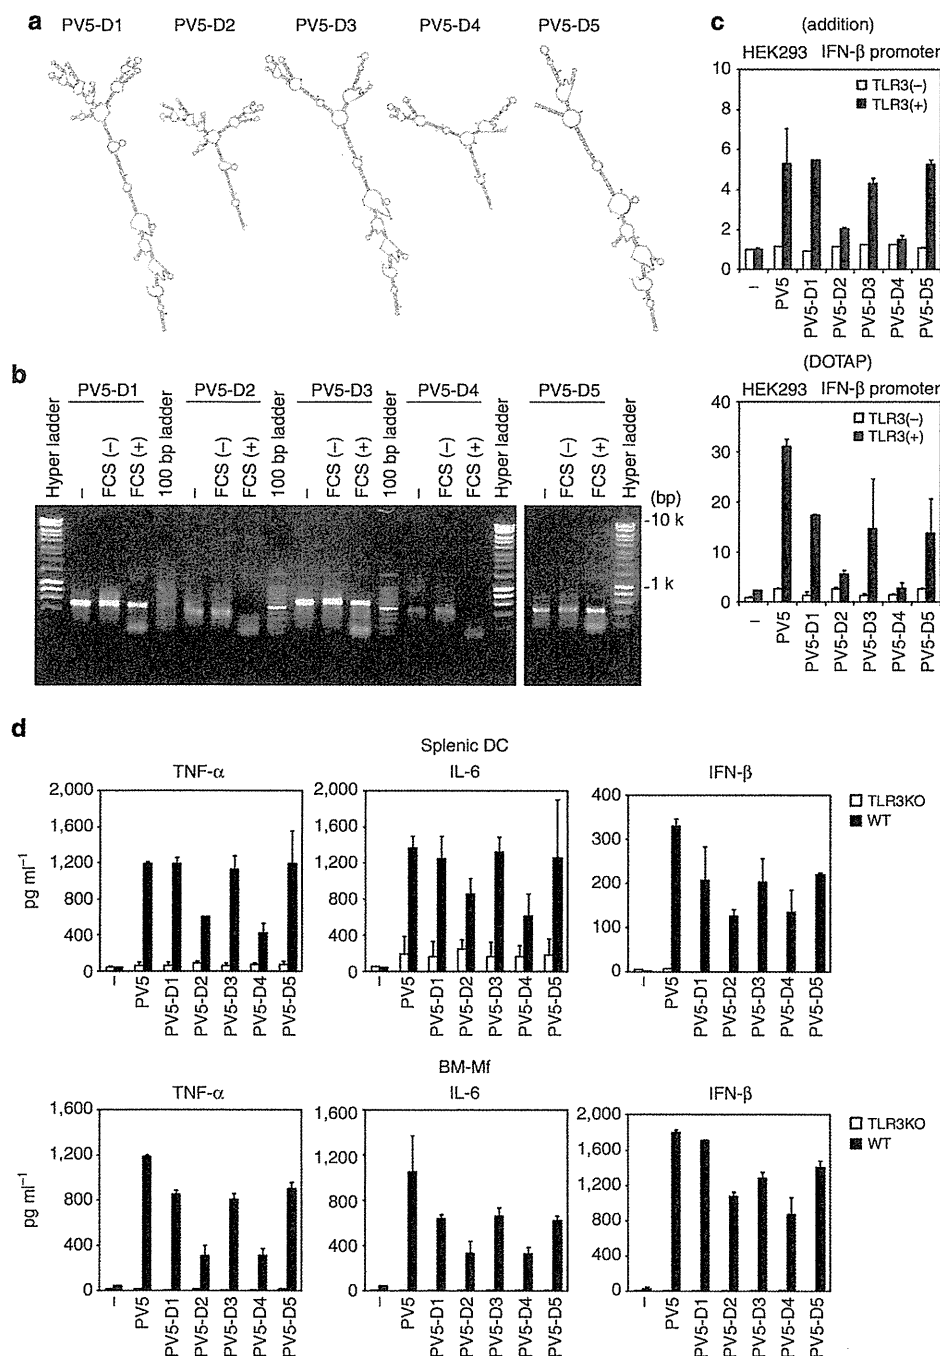 a
PV5-D1 PV5-D2 PV5-D3 PV5-D4 PV5-D5
b
PV5-D1 PV5-D2 PV5-D3 PV5-D4 PV5-D5
Hyper ladder
–
FCS (–)
FCS (+)
100 bp ladder
–
FCS (–)
FCS (+)
100 bp ladder
–
FCS (–)
FCS (+)
100 bp ladder
–
FCS (–)
FCS (+)
Hyper ladder
–
FCS (–)
FCS (+)
Hyper ladder
(bp)
-10 k
-1 k
c
(addition)
HEK293 IFN-β promoter
TLR3(–)
TLR3(+)
10
8
6
4
2
0
– PV5 PV5-D1 PV5-D2 PV5-D3 PV5-D4 PV5-D5
(DOTAP)
HEK293 IFN-β promoter
TLR3(–)
TLR3(+)
40
30
20
10
0
– PV5 PV5-D1 PV5-D2 PV5-D3 PV5-D4 PV5-D5
d
Splenic DC
TNF-α
pg ml⁻¹
2,000
1,600
1,200
800
400
0
– PV5 PV5-D1 PV5-D2 PV5-D3 PV5-D4 PV5-D5
IL-6
2,000
1,600
1,200
800
400
0
– PV5 PV5-D1 PV5-D2 PV5-D3 PV5-D4 PV5-D5
IFN-β
400
300
200
100
0
– PV5 PV5-D1 PV5-D2 PV5-D3 PV5-D4 PV5-D5
TLR3KO
WT
BM-Mf
TNF-α
pg ml⁻¹
1,600
1,200
800
400
0
– PV5 PV5-D1 PV5-D2 PV5-D3 PV5-D4 PV5-D5
IL-6
1,600
1,200
800
400
0
– PV5 PV5-D1 PV5-D2 PV5-D3 PV5-D4 PV5-D5
IFN-β
2,000
1,600
1,200
800
400
0
– PV5 PV5-D1 PV5-D2 PV5-D3 PV5-D4 PV5-D5
TLR3KO
WT